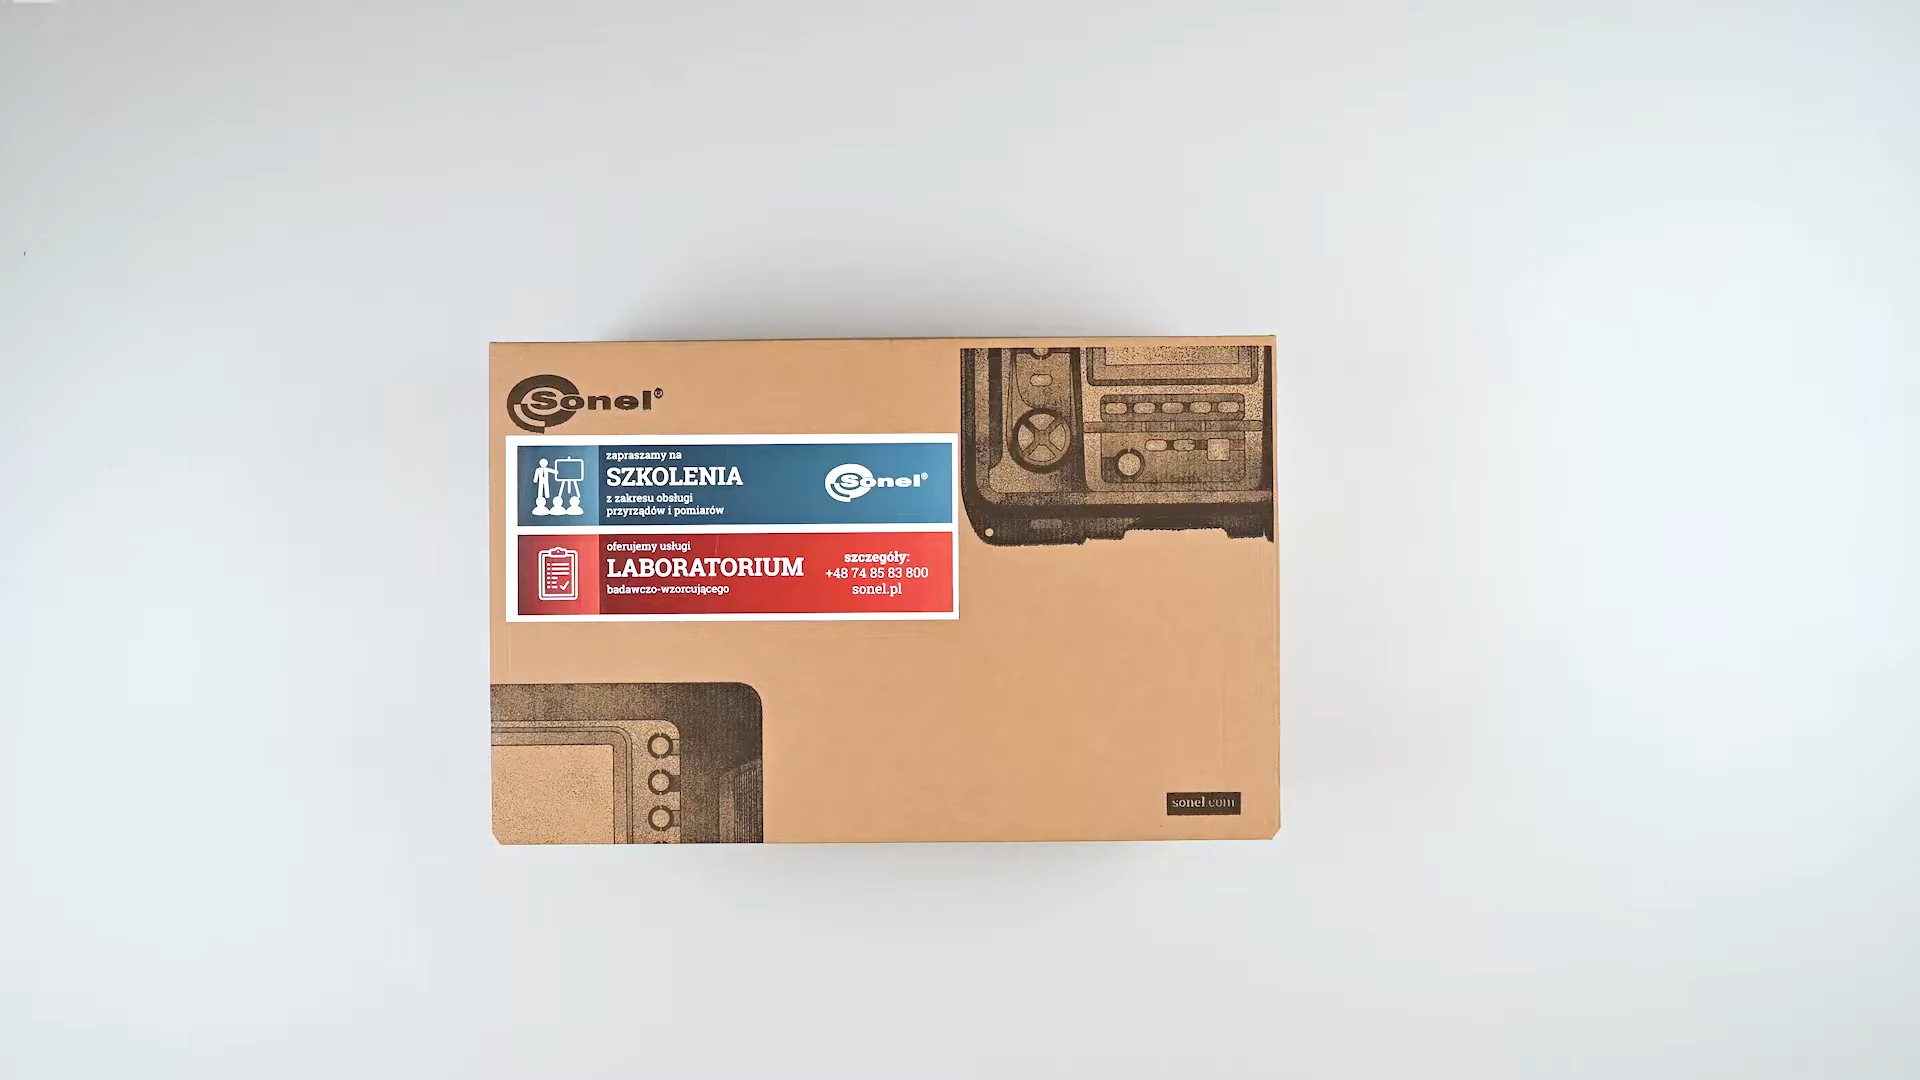 Sonel®
zapraszamy na
SZKOLENIA
z zakresu obsługi
przyrządów i pomiarów
Sonel®
oferujemy usługi
LABORATORIUM
badawczo-wzorcującego
szczegóły:
+48 74 85 83 800
sonel.pl
sonel.com